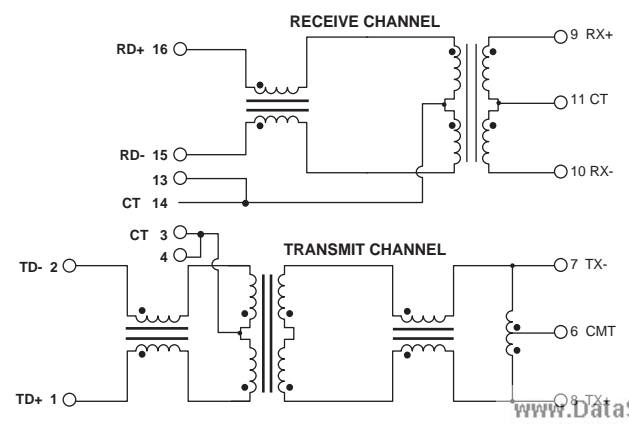 RECEIVE CHANNEL
RD+ 16
9 RX+
11 CT
RD- 15
10 RX-
13
CT 14
CT 3
4
TRANSMIT CHANNEL
TD- 2
7 TX-
6 CMT
TD+ 1
8 TX+
www.DataS